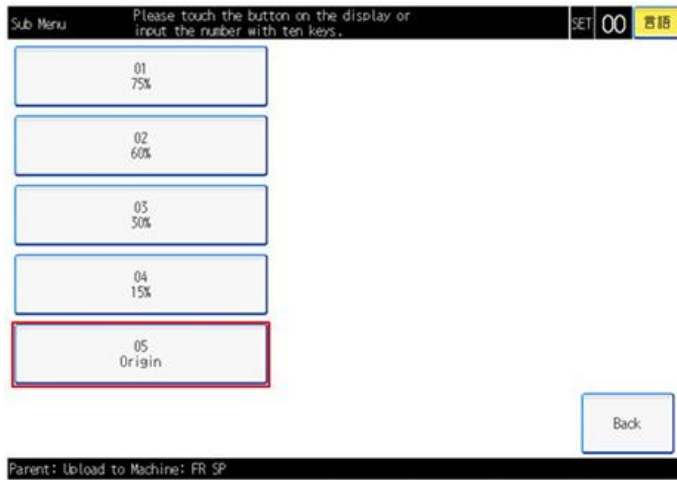 Sub Menu
Please touch the button on the display or
input the number with ten keys.
SET 00 言語
01
75%
02
60%
03
30%
04
15%
05
Origin
Back
Parent: Upload to Machine: FR SP